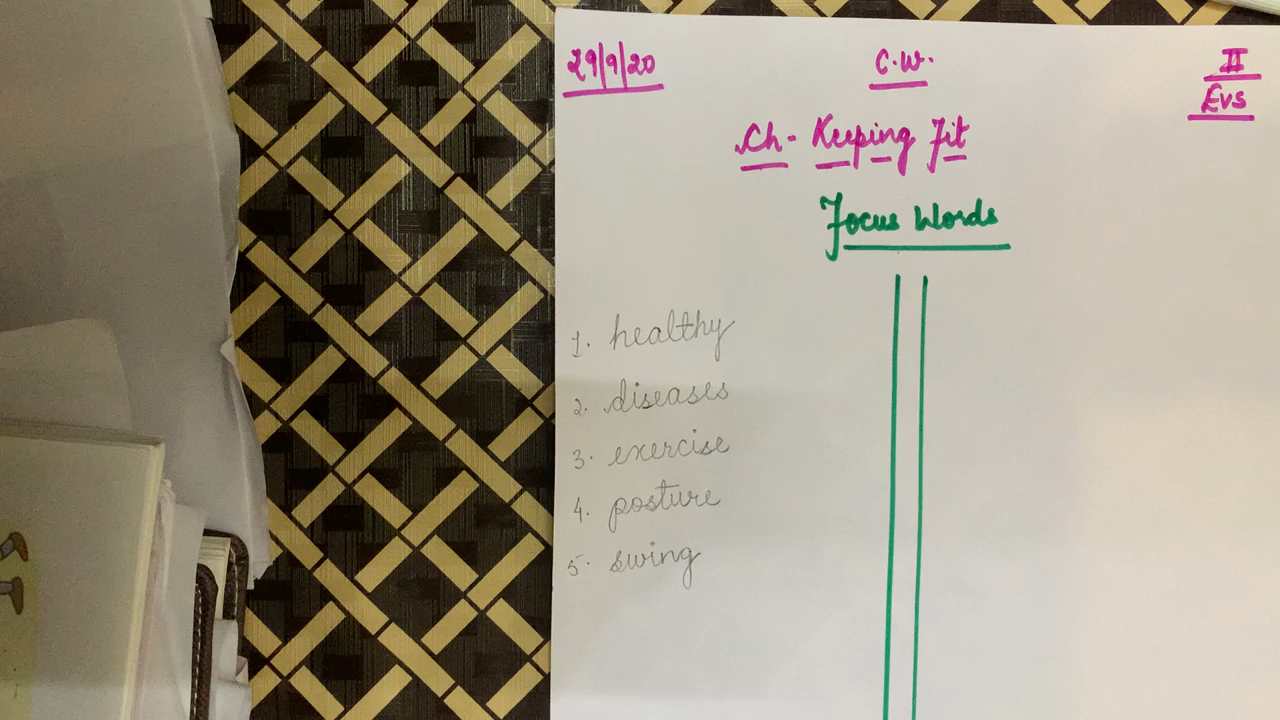 29/9/20 C.W. II
Evs
Ch- Keeping Fit
Focus Words
1. healthy
2. diseases
3. exercise
4. posture
5. swing